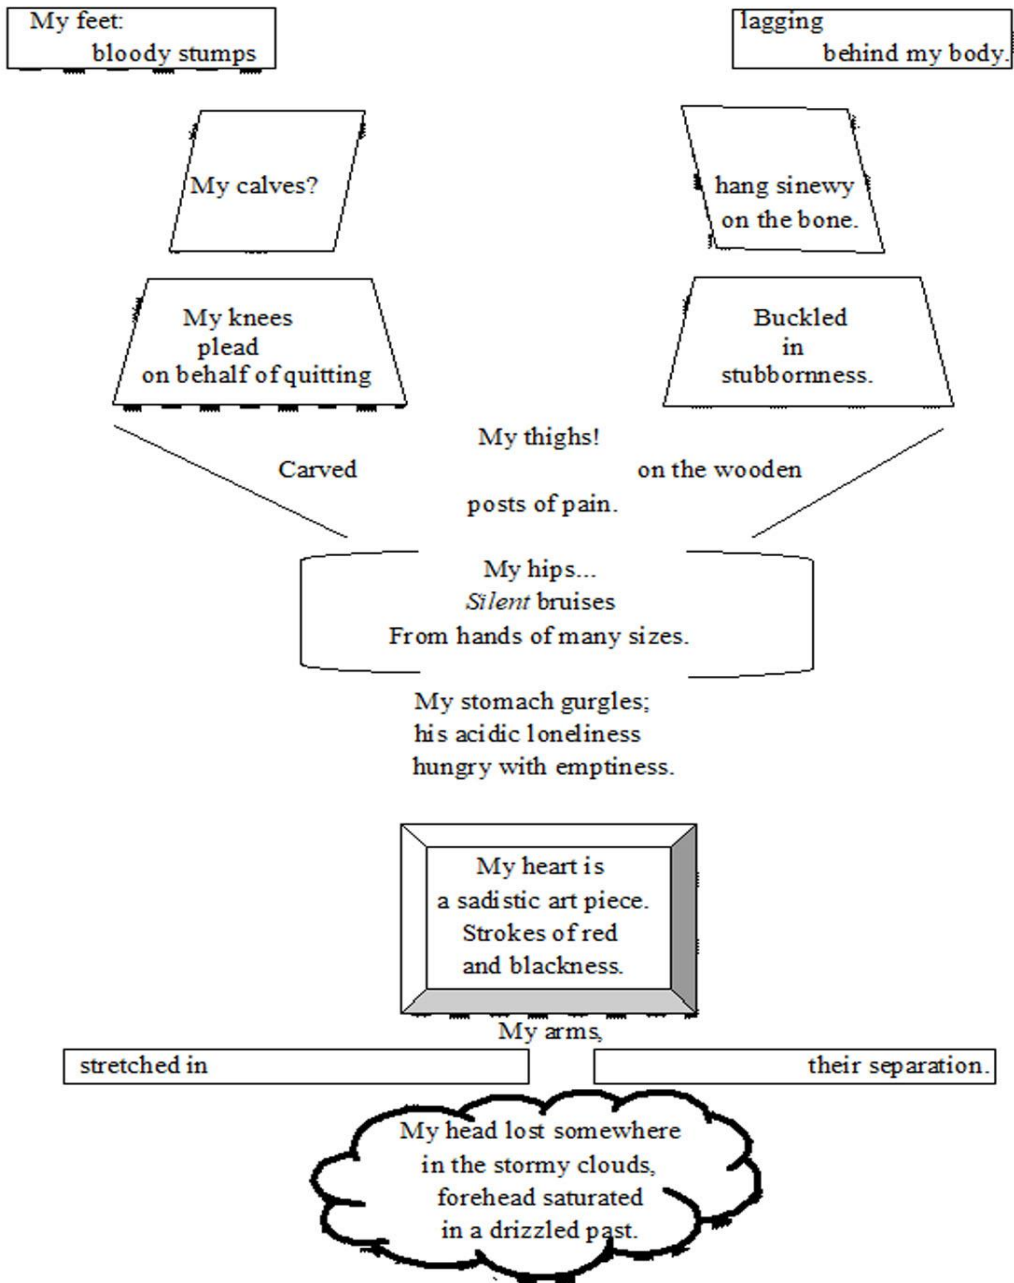 My feet:
bloody stumps
lagging
behind my body.
My calves?
hang sinewy
on the bone.
My knees
plead
on behalf of quitting
Buckled
in
stubbornness.
My thighs!
Carved on the wooden
posts of pain.
My hips...
Silent bruises
From hands of many sizes.
My stomach gurgles;
his acidic loneliness
hungry with emptiness.
My heart is
a sadistic art piece.
Strokes of red
and blackness.
My arms,
stretched in their separation.
My head lost somewhere
in the stormy clouds,
forehead saturated
in a drizzled past.